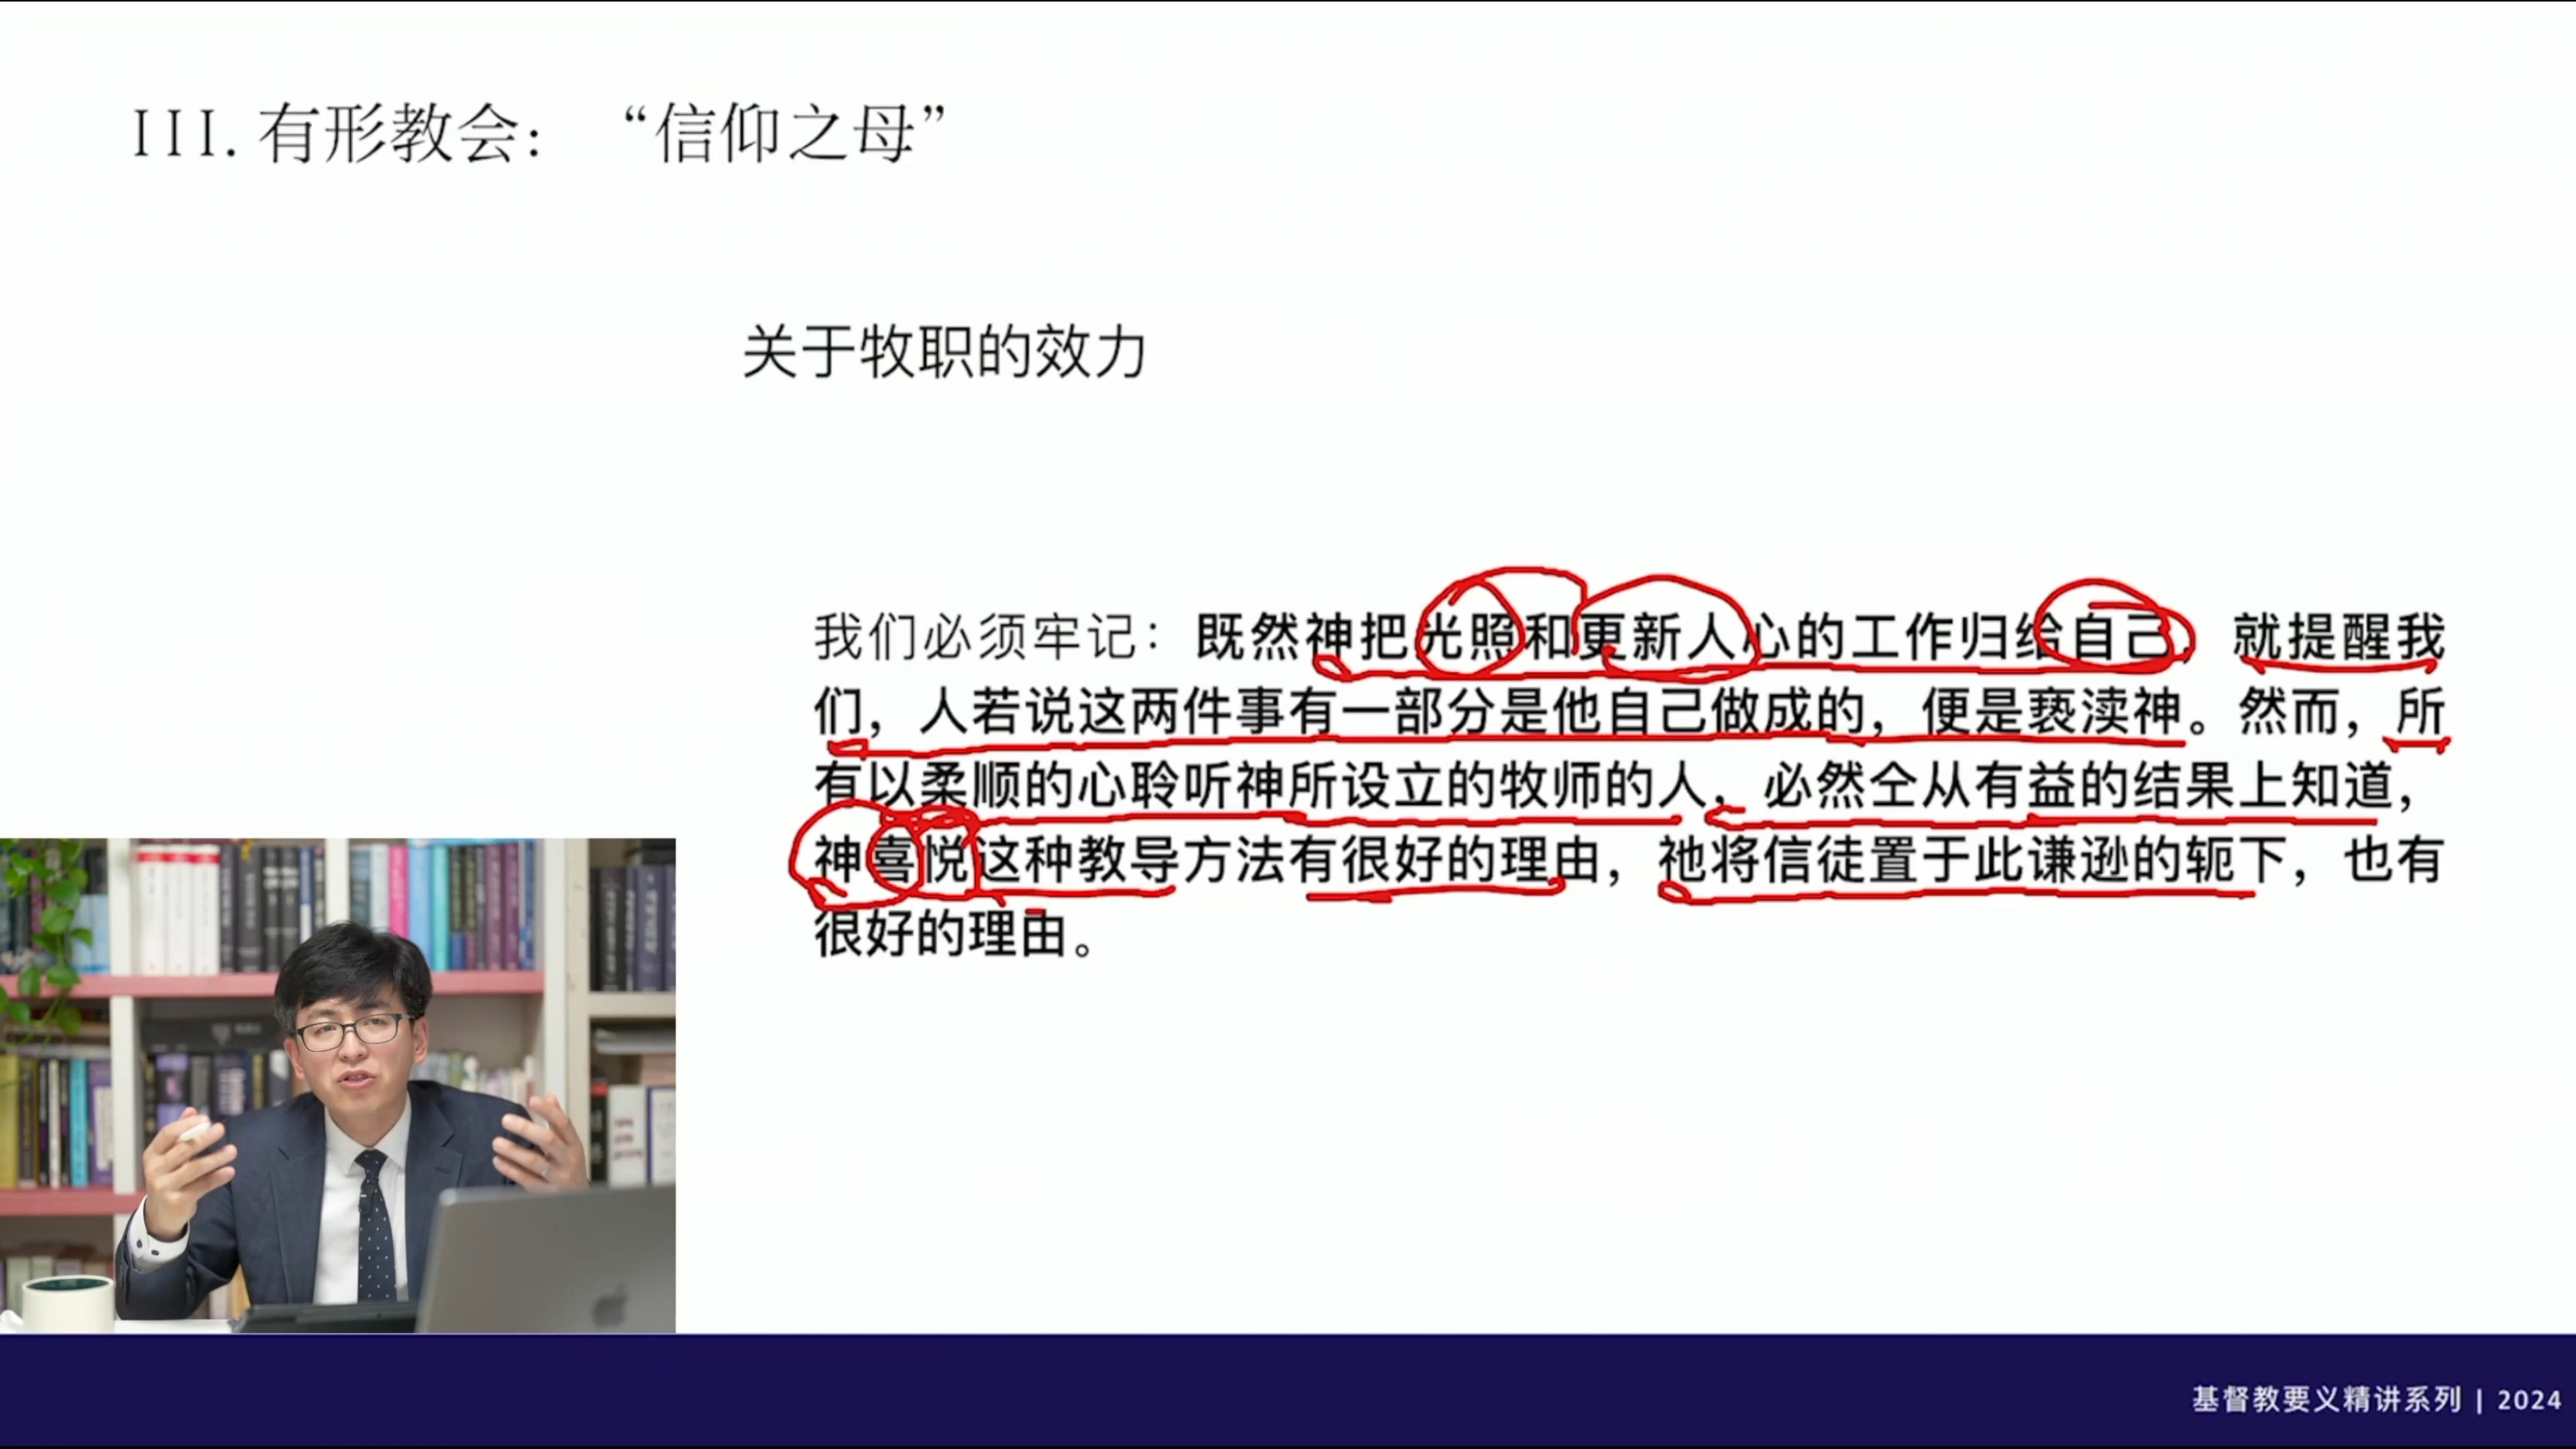 III. 有形教会：“信仰之母”
关于牧职的效力
我们必须牢记：既然神把光照和更新人心的工作归给自己，就提醒我
们，人若说这两件事有一部分是他自己做成的，便是亵渎神。然而，所
有以柔顺的心聆听神所设立的牧师的人，必然仝从有益的结果上知道，
神喜悦这种教导方法有很好的理由，祂将信徒置于此谦逊的轭下，也有
很好的理由。
基督教要义精讲系列 | 2024